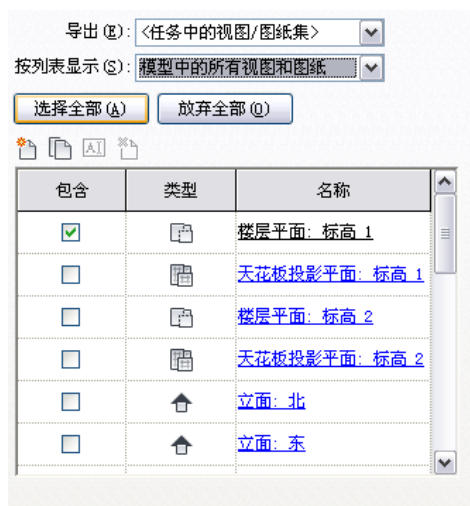 导出(E): <任务中的视图/图纸集>
按列表显示(S): 模型中的所有视图和图纸
选择全部(A) 放弃全部(O)
AI
包含 类型 名称
楼层平面: 标高 1
天花板投影平面: 标高 1
楼层平面: 标高 2
天花板投影平面: 标高 2
立面: 北
立面: 东